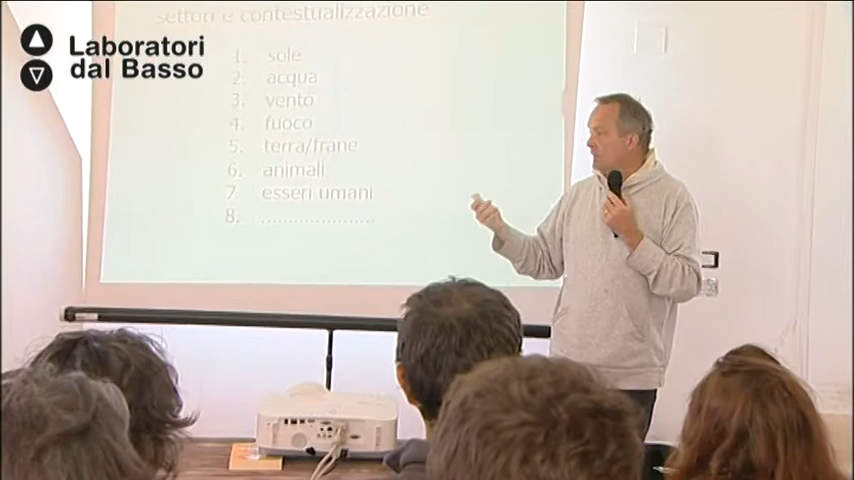 Laboratori
dal Basso
settori e contestualizzazione
1. sole
2. acqua
3. vento
4. fuoco
5. terra/frane
6. animali
7. esseri umani
8. ........................